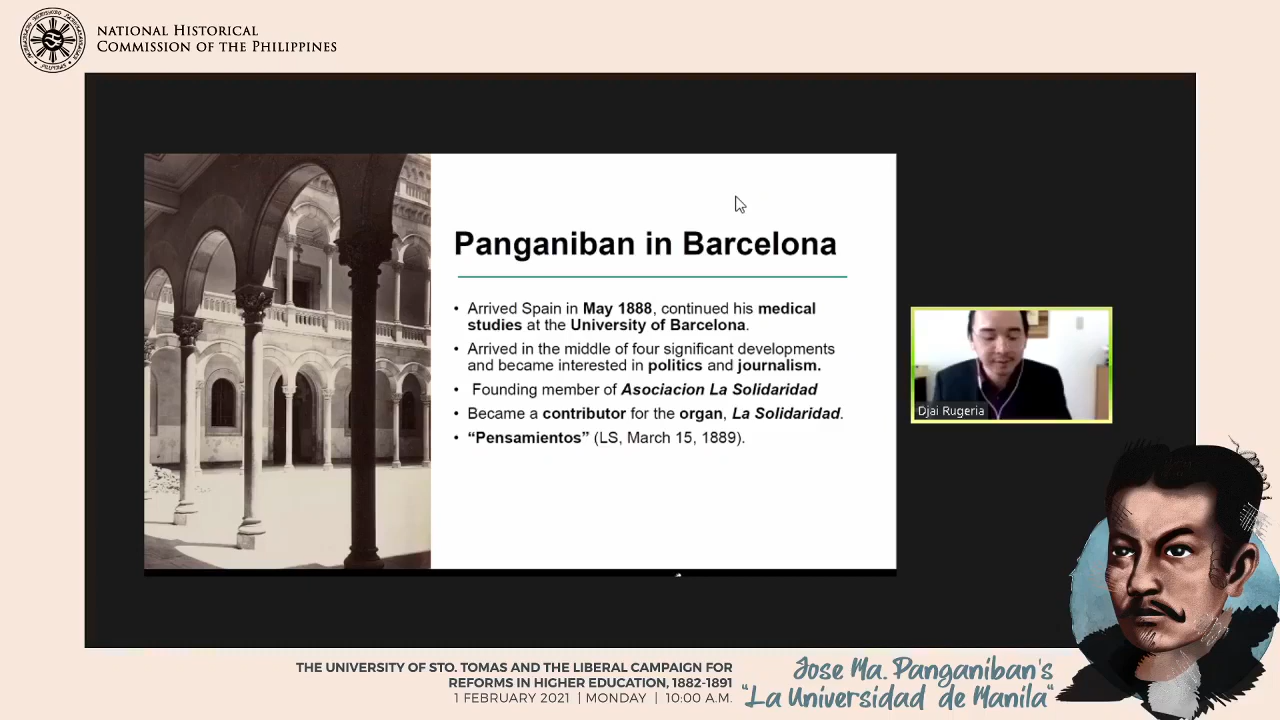 NATIONAL HISTORICAL
COMMISSION OF THE PHILIPPINES
Panganiban in Barcelona
• Arrived Spain in May 1888, continued his medical
studies at the University of Barcelona.
• Arrived in the middle of four significant developments
and became interested in politics and journalism.
• Founding member of Asociacion La Solidaridad
• Became a contributor for the organ, La Solidaridad.
• “Pensamientos” (LS, March 15, 1889).
Djai Rugeria
THE UNIVERSITY OF STO. TOMAS AND THE LIBERAL CAMPAIGN FOR
REFORMS IN HIGHER EDUCATION, 1882-1891
1 FEBRUARY 2021 | MONDAY | 10:00 A.M.
Jose Ma. Panganiban's
"La Universidad de Manila"